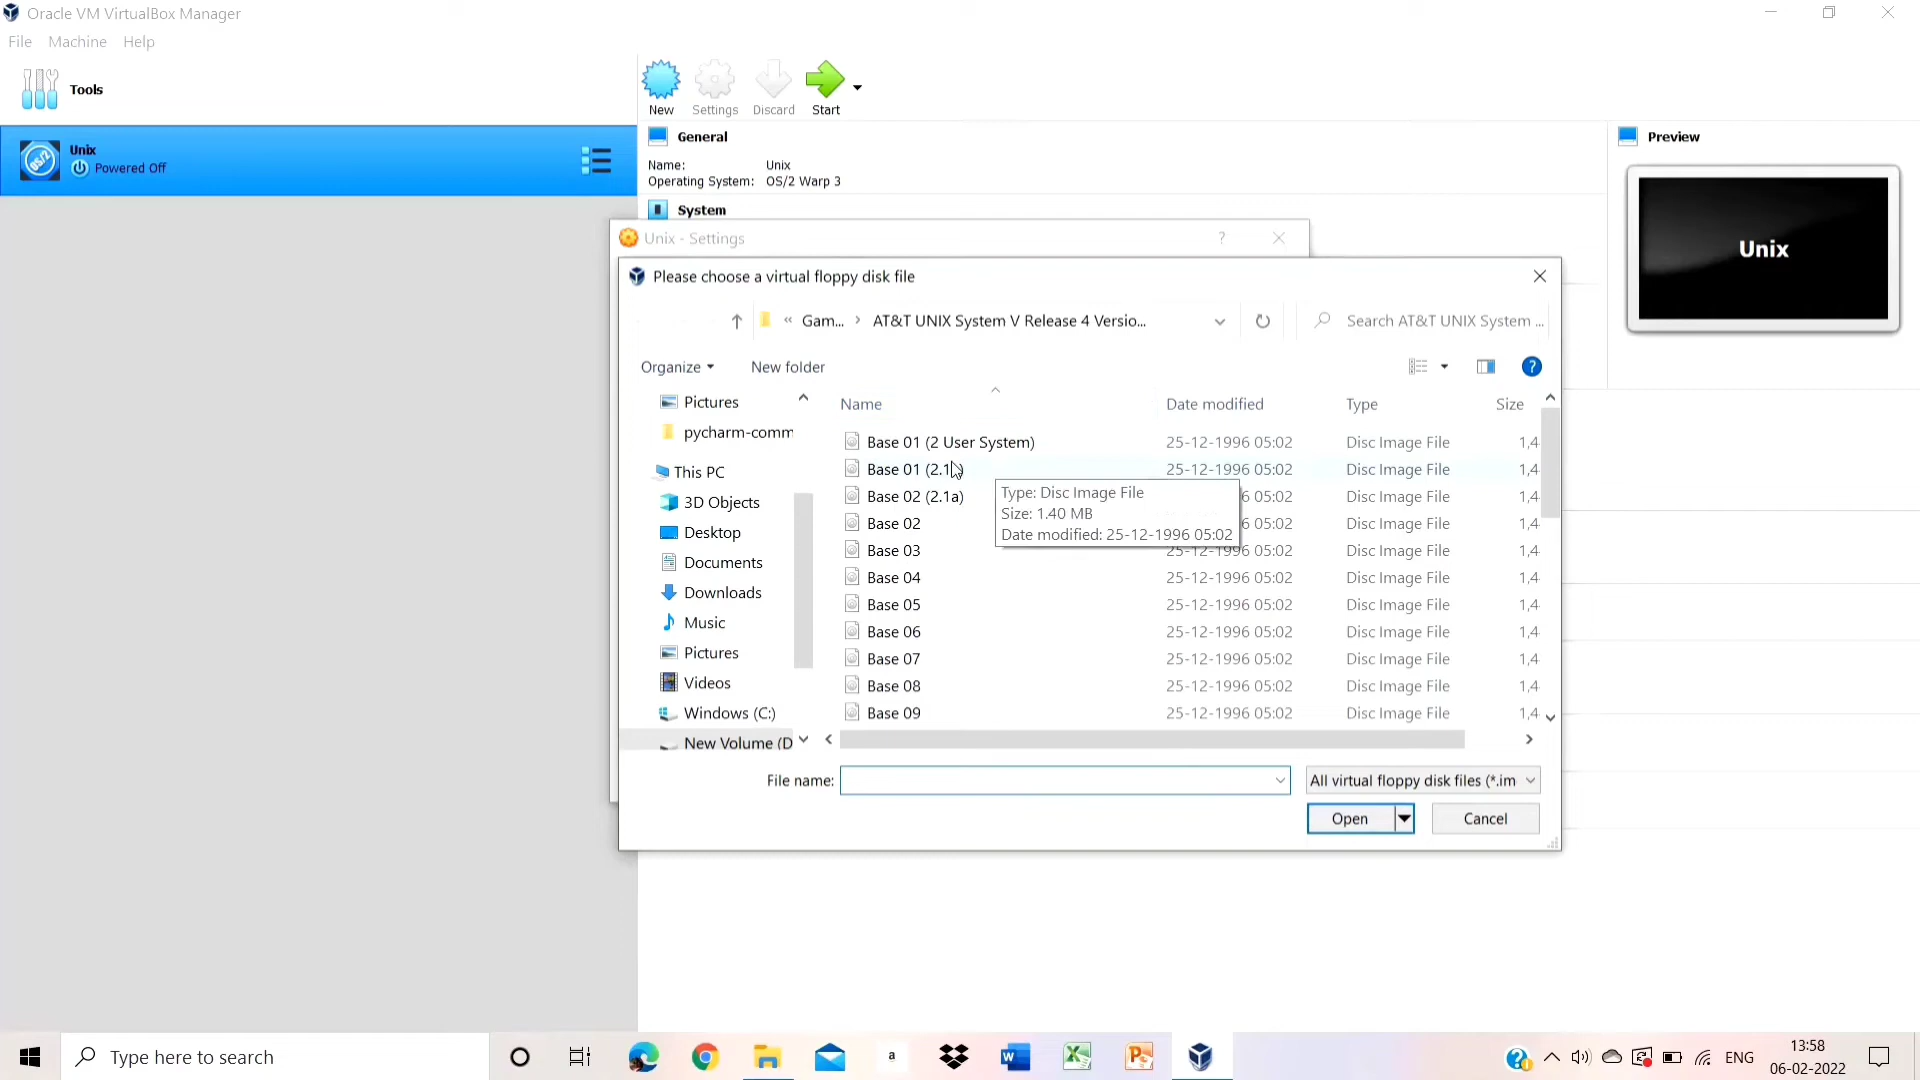 Oracle VM VirtualBox Manager
File Machine Help
Tools
New Settings Discard Start
Unix
Powered Off
General
Name: Unix
Operating System: OS/2 Warp 3
System
Preview
Unix
Unix - Settings
?
Please choose a virtual floppy disk file
« Gam... > AT&T UNIX System V Release 4 Versio...
Search AT&T UNIX System ...
Organize New folder
?
Pictures
pycharm-comm
This PC
3D Objects
Desktop
Documents
Downloads
Music
Pictures
Videos
Windows (C:)
New Volume (D
Name Date modified Type Size
Base 01 (2 User System) 25-12-1996 05:02 Disc Image File 1,4
Base 01 (2.1a) 25-12-1996 05:02 Disc Image File 1,4
Base 02 (2.1a) 6 05:02 Disc Image File 1,4
Base 02 6 05:02 Disc Image File 1,4
Base 03 25-12-1996 05:02 Disc Image File 1,4
Base 04 25-12-1996 05:02 Disc Image File 1,4
Base 05 25-12-1996 05:02 Disc Image File 1,4
Base 06 25-12-1996 05:02 Disc Image File 1,4
Base 07 25-12-1996 05:02 Disc Image File 1,4
Base 08 25-12-1996 05:02 Disc Image File 1,4
Base 09 25-12-1996 05:02 Disc Image File 1,4
Type: Disc Image File
Size: 1.40 MB
Date modified: 25-12-1996 05:02
File name:
All virtual floppy disk files (*.im
Open Cancel
Type here to search
a
ENG
13:58
06-02-2022